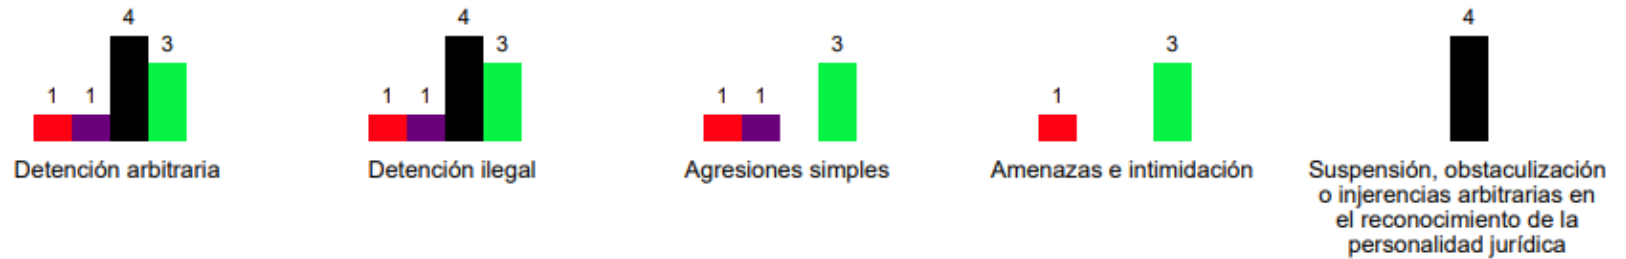 4
3
1 1
Detención arbitraria
4
3
1 1
Detención ilegal
3
1 1
Agresiones simples
3
1
Amenazas e intimidación
4
Suspensión, obstaculización
o injerencias arbitrarias en
el reconocimiento de la
personalidad jurídica